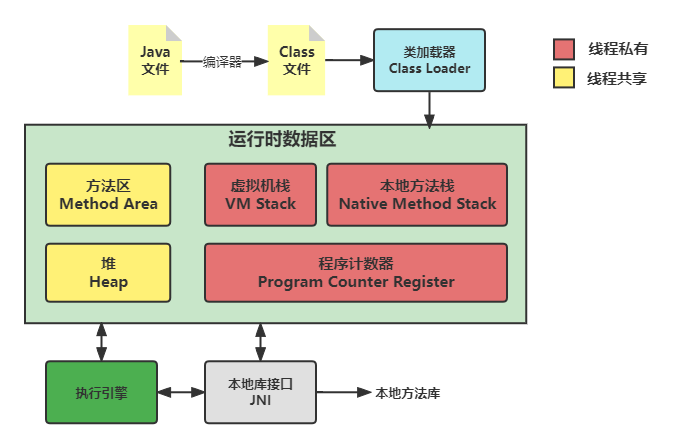 Java
文件
编译器
Class
文件
类加载器
Class Loader
线程私有
线程共享
运行时数据区
方法区
Method Area
虚拟机栈
VM Stack
本地方法栈
Native Method Stack
堆
Heap
程序计数器
Program Counter Register
执行引擎
本地库接口
JNI
本地方法库